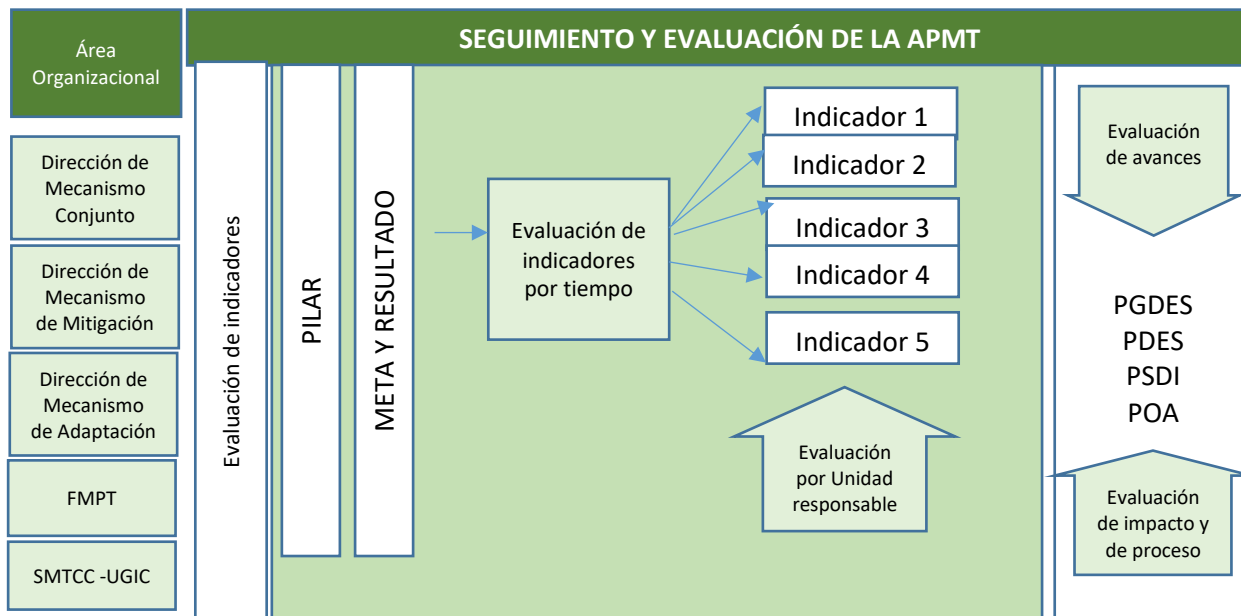 Área
Organizacional
SEGUIMIENTO Y EVALUACIÓN DE LA APMT
Dirección de
Mecanismo
Conjunto
Dirección de
Mecanismo
de Mitigación
Dirección de
Mecanismo
de Adaptación
FMPT
SMTCC -UGIC
Evaluación de indicadores
PILAR
META Y RESULTADO
Evaluación de
indicadores
por tiempo
Indicador 1
Indicador 2
Indicador 3
Indicador 4
Indicador 5
Evaluación
por Unidad
responsable
Evaluación
de avances
PGDES
PDES
PSDI
POA
Evaluación
de impacto y
de proceso